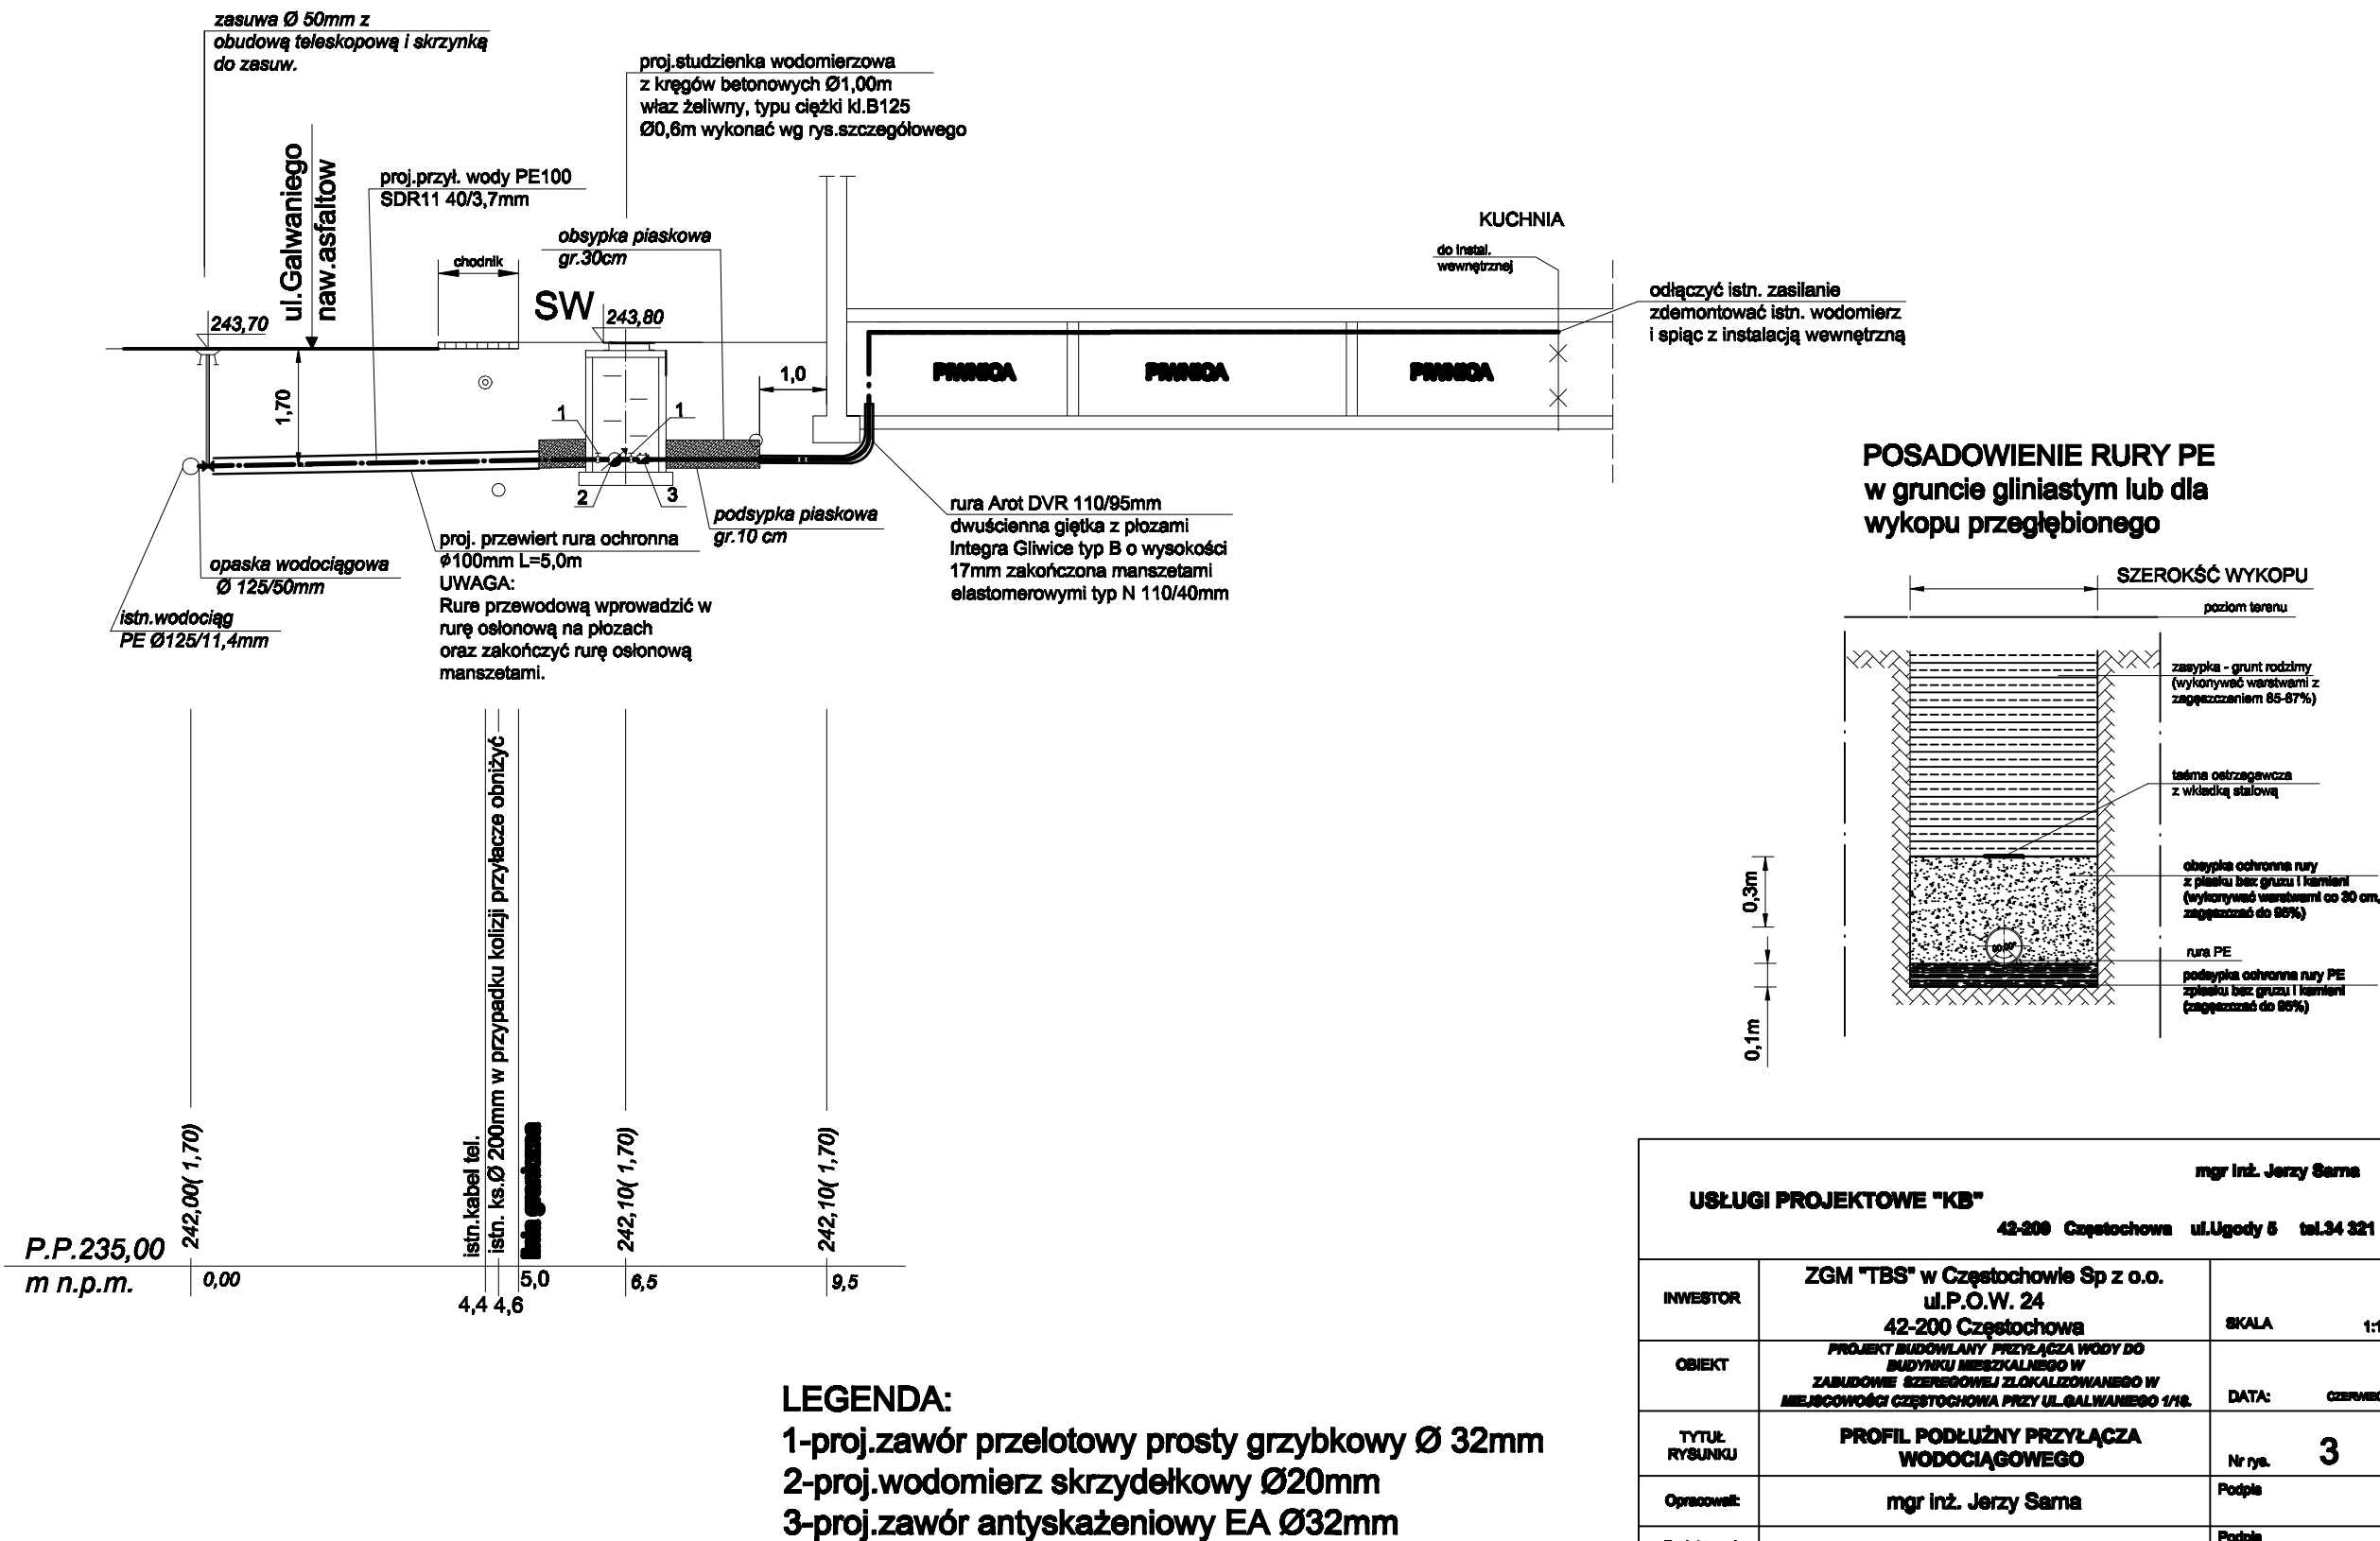 zasuwa Ø 50mm z
obudową teleskopową i skrzynką
do zasuw.
proj.studzienka wodomierzowa
z kręgów betonowych Ø1,00m
właz żeliwny, typu ciężki kl.B125
Ø0,6m wykonać wg rys.szczegółowego
ul.Galwaniego
naw.asfaltow
proj.przył. wody PE100
SDR11 40/3,7mm
obsypka piaskowa
gr.30cm
chodnik
SW
243,70
243,80
1,70
1,0
1
1
2
3
KUCHNIA
do instal.
wewnętrznej
odłączyć istn. zasilanie
zdemontować istn. wodomierz
i spiąc z instalacją wewnętrzną
PIWNICA
PIWNICA
PIWNICA
podsypka piaskowa
gr.10 cm
rura Arot DVR 110/95mm
dwuścienna giętka z płozami
Integra Gliwice typ B o wysokości
17mm zakończona manszetami
elastomerowymi typ N 110/40mm
proj. przewiert rura ochronna
ø100mm L=5,0m
UWAGA:
Rure przewodową wprowadzić w
rurę osłonową na płozach
oraz zakończyć rurę osłonową
manszetami.
opaska wodociągowa
Ø 125/50mm
istn.wodociąg
PE Ø125/11,4mm
POSADOWIENIE RURY PE
w gruncie gliniastym lub dla
wykopu przegłębionego
SZEROKŚĆ WYKOPU
poziom terenu
zasypka - grunt rodzimy
(wykonywać warstwami z
zagęszczeniem 85-87%)
taśma ostrzegawcza
z wkładką stalową
obsypka ochronna rury
z piasku bez gruzu i kamieni
(wykonywać warstwami co 30 cm,
zagęszczać do 95%)
rura PE
podsypka ochronna rury PE
zpiasku bez gruzu i kamieni
(zagęszczać do 95%)
0,3m
0,1m
242,00( 1,70)
istn.kabel tel.
istn. ks.Ø 200mm w przypadku kolizji przyłacze obniżyć
linia graniczna
242,10( 1,70)
242,10( 1,70)
P.P.235,00
m n.p.m.
0,00
4,4 4,6
5,0
6,5
9,5
LEGENDA:
1-proj.zawór przelotowy prosty grzybkowy Ø 32mm
2-proj.wodomierz skrzydełkowy Ø20mm
3-proj.zawór antyskażeniowy EA Ø32mm
mgr inż. Jerzy Sarna
USŁUGI PROJEKTOWE "KB"
42-209 Częstochowa ul.Ugody 5 tel.34 321
INWESTOR
ZGM "TBS" w Częstochowie Sp z o.o.
ul.P.O.W. 24
42-200 Częstochowa
SKALA
OBIEKT
PROJEKT BUDOWLANY PRZYŁĄCZA WODY DO
BUDYNKU MIESZKALNEGO W
ZABUDOWIE SZEREGOWEJ ZLOKALIZOWANEGO W
MIEJSCOWOŚCI CZĘSTOCHOWA PRZY UL.GALWANIEGO 1/18.
DATA:
TYTUŁ
RYSUNKU
PROFIL PODŁUŻNY PRZYŁĄCZA
WODOCIĄGOWEGO
Nr rys.
3
Opracował:
mgr inż. Jerzy Sarna
Podpis
Podpis